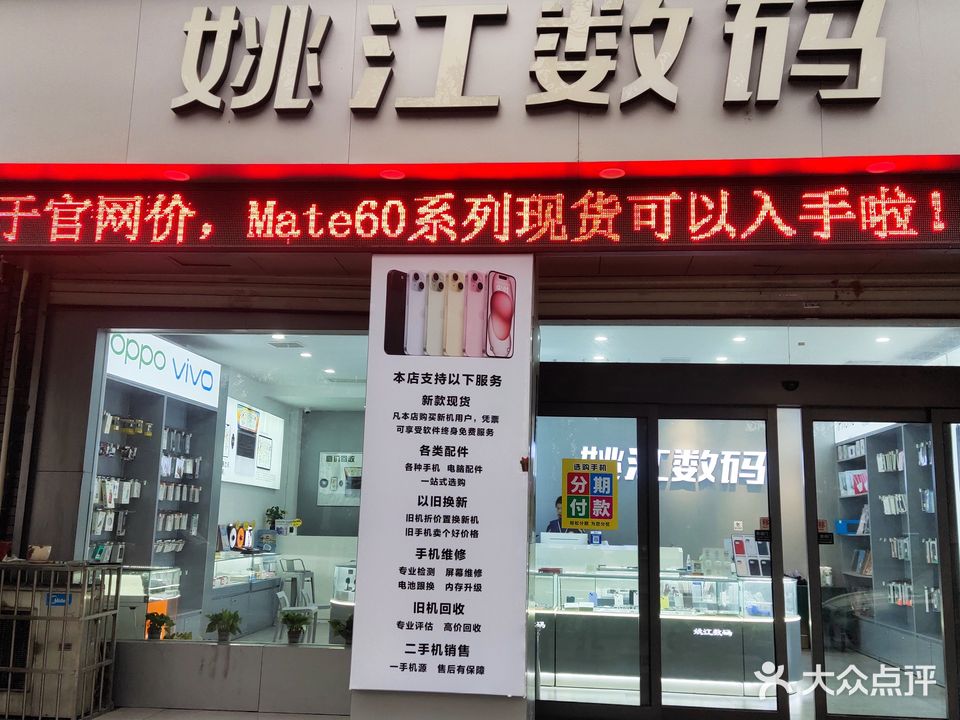 姚江数码
于官网价，Mate60系列现货可以入手啦！
oppo vivo
本店支持以下服务
新款现货
凡本店购买新机用户，凭票
可享受软件终身免费服务
各类配件
各种手机 电脑配件
一站式选购
以旧换新
旧机折价置换新机
旧手机卖个好价格
手机维修
专业检测 屏幕维修
电池跟换 内存升级
旧机回收
专业评估 高价回收
二手机销售
一手机源 售后有保障
姚江数码
选购手机
分期
付款
姚江数码
大众点评